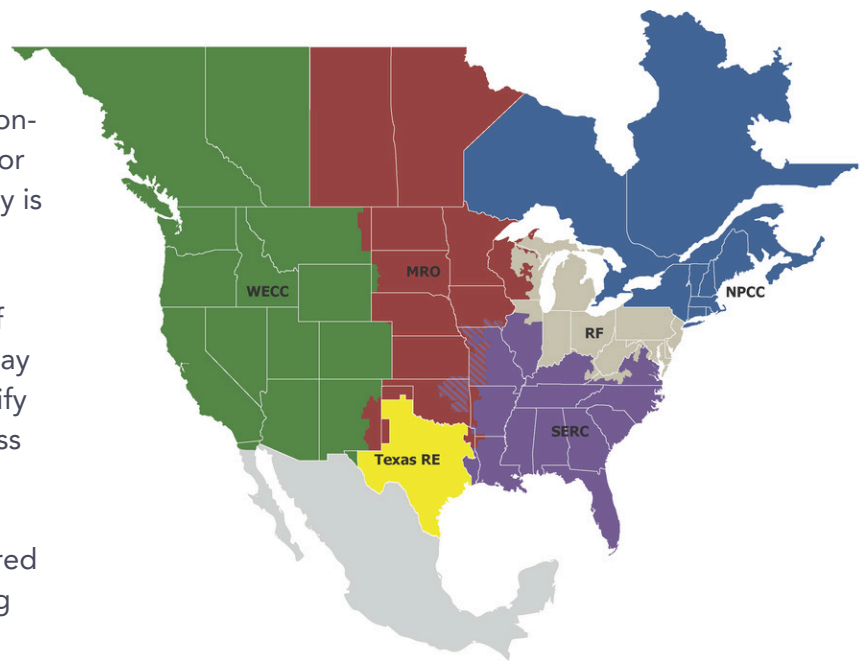 on-
or
y is
f
ay
ify
ss
red
g
MRO
WECC
NPCC
RF
SERC
Texas RE